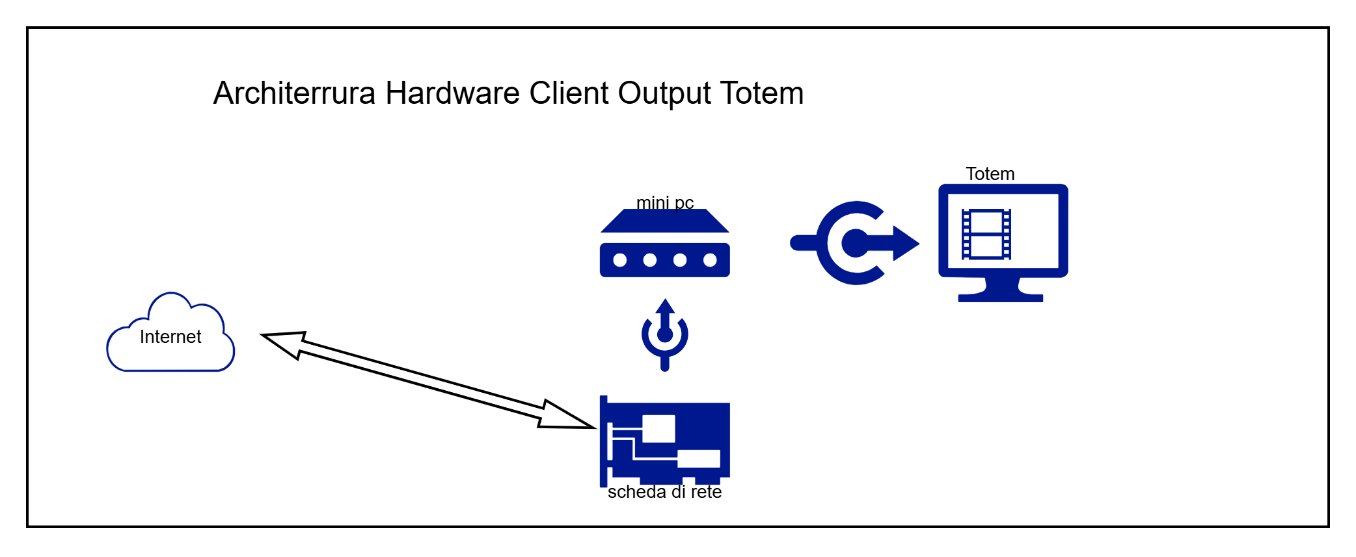 Architerrura Hardware Client Output Totem
Totem
mini pc
Internet
scheda di rete